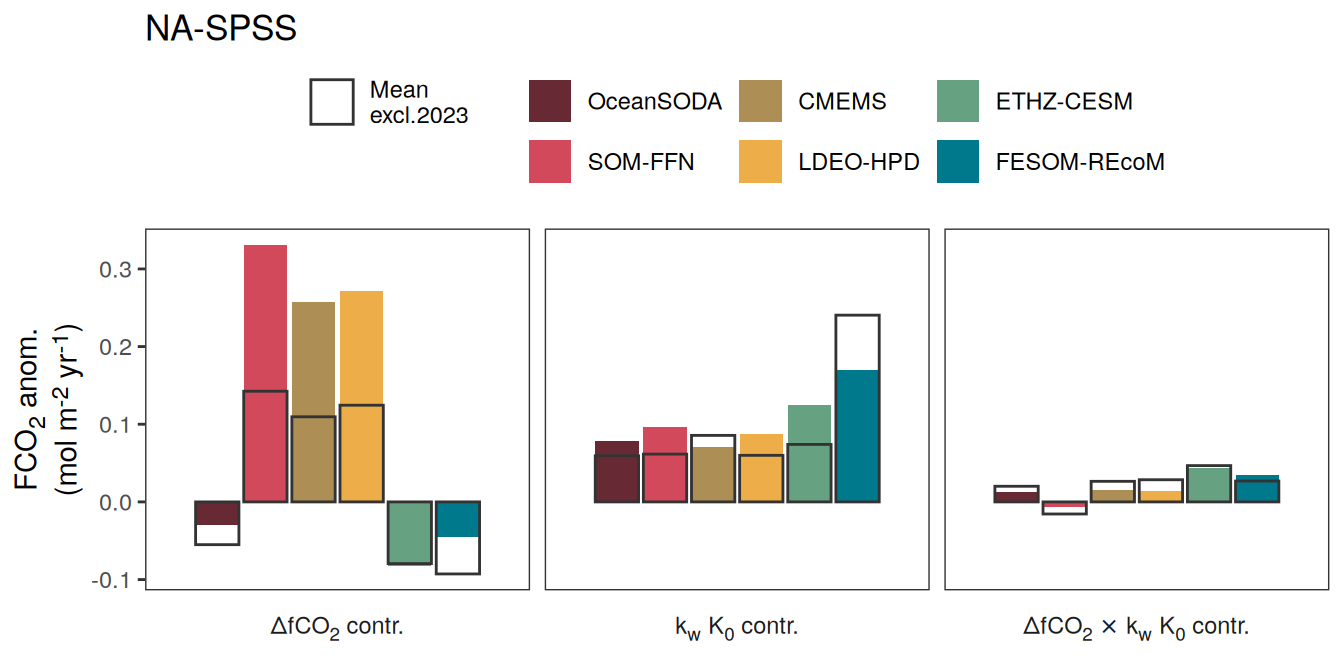 NA-SPSS
Mean
excl.2023
OceanSODA
CMEMS
ETHZ-CESM
SOM-FFN
LDEO-HPD
FESOM-REcoM
FCO₂ anom.
(mol m⁻² yr⁻¹)
0.3
0.2
0.1
0.0
-0.1
ΔfCO₂ contr.
k_w K₀ contr.
ΔfCO₂ × k_w K₀ contr.